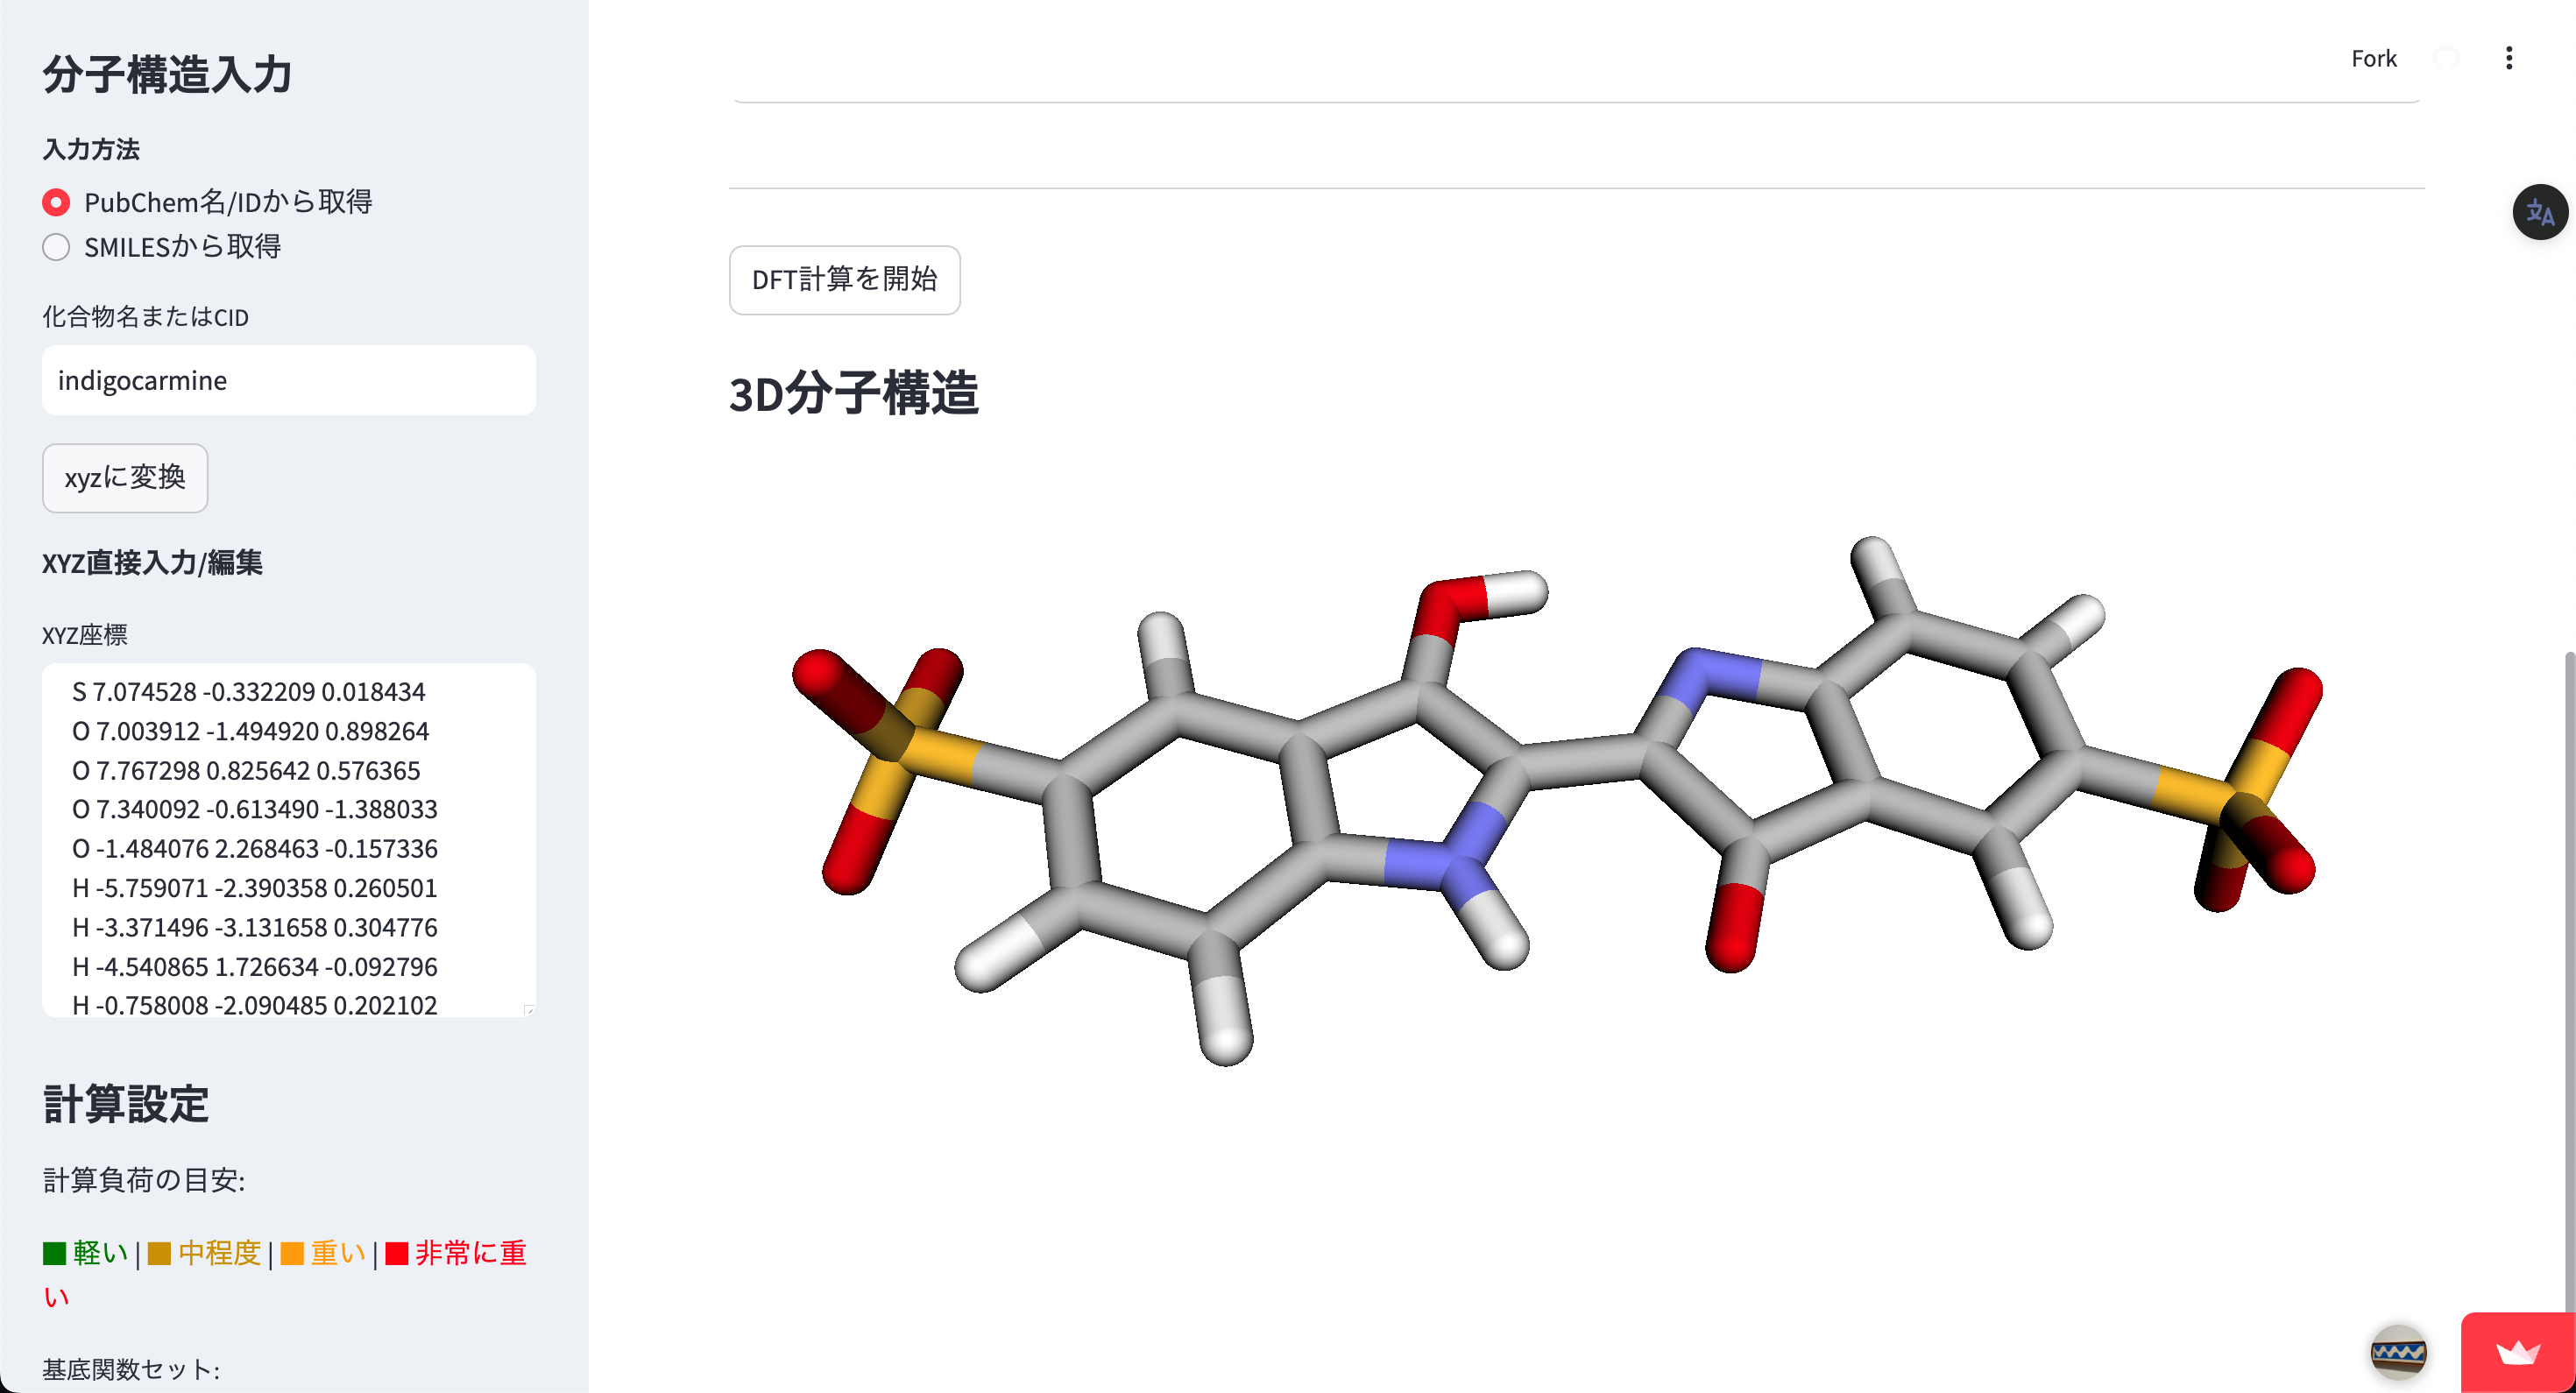 分子構造入力
入力方法
PubChem名/IDから取得
SMILESから取得
化合物名またはCID
indigocarmine
xyzに変換
XYZ直接入力/編集
XYZ座標
S 7.074528 -0.332209 0.018434
O 7.003912 -1.494920 0.898264
O 7.767298 0.825642 0.576365
O 7.340092 -0.613490 -1.388033
O -1.484076 2.268463 -0.157336
H -5.759071 -2.390358 0.260501
H -3.371496 -3.131658 0.304776
H -4.540865 1.726634 -0.092796
H -0.758008 -2.090485 0.202102
計算設定
計算負荷の目安:
■ 軽い | ■ 中程度 | ■ 重い | ■ 非常に重
い
基底関数セット:
Fork
DFT計算を開始
3D分子構造
文A